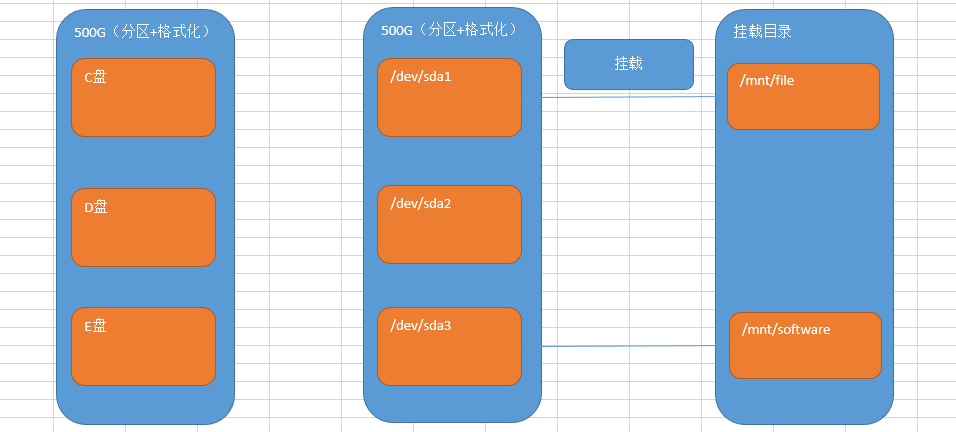 500G（分区+格式化）
C盘
D盘
E盘
500G（分区+格式化）
/dev/sda1
/dev/sda2
/dev/sda3
挂载
挂载目录
/mnt/file
/mnt/software